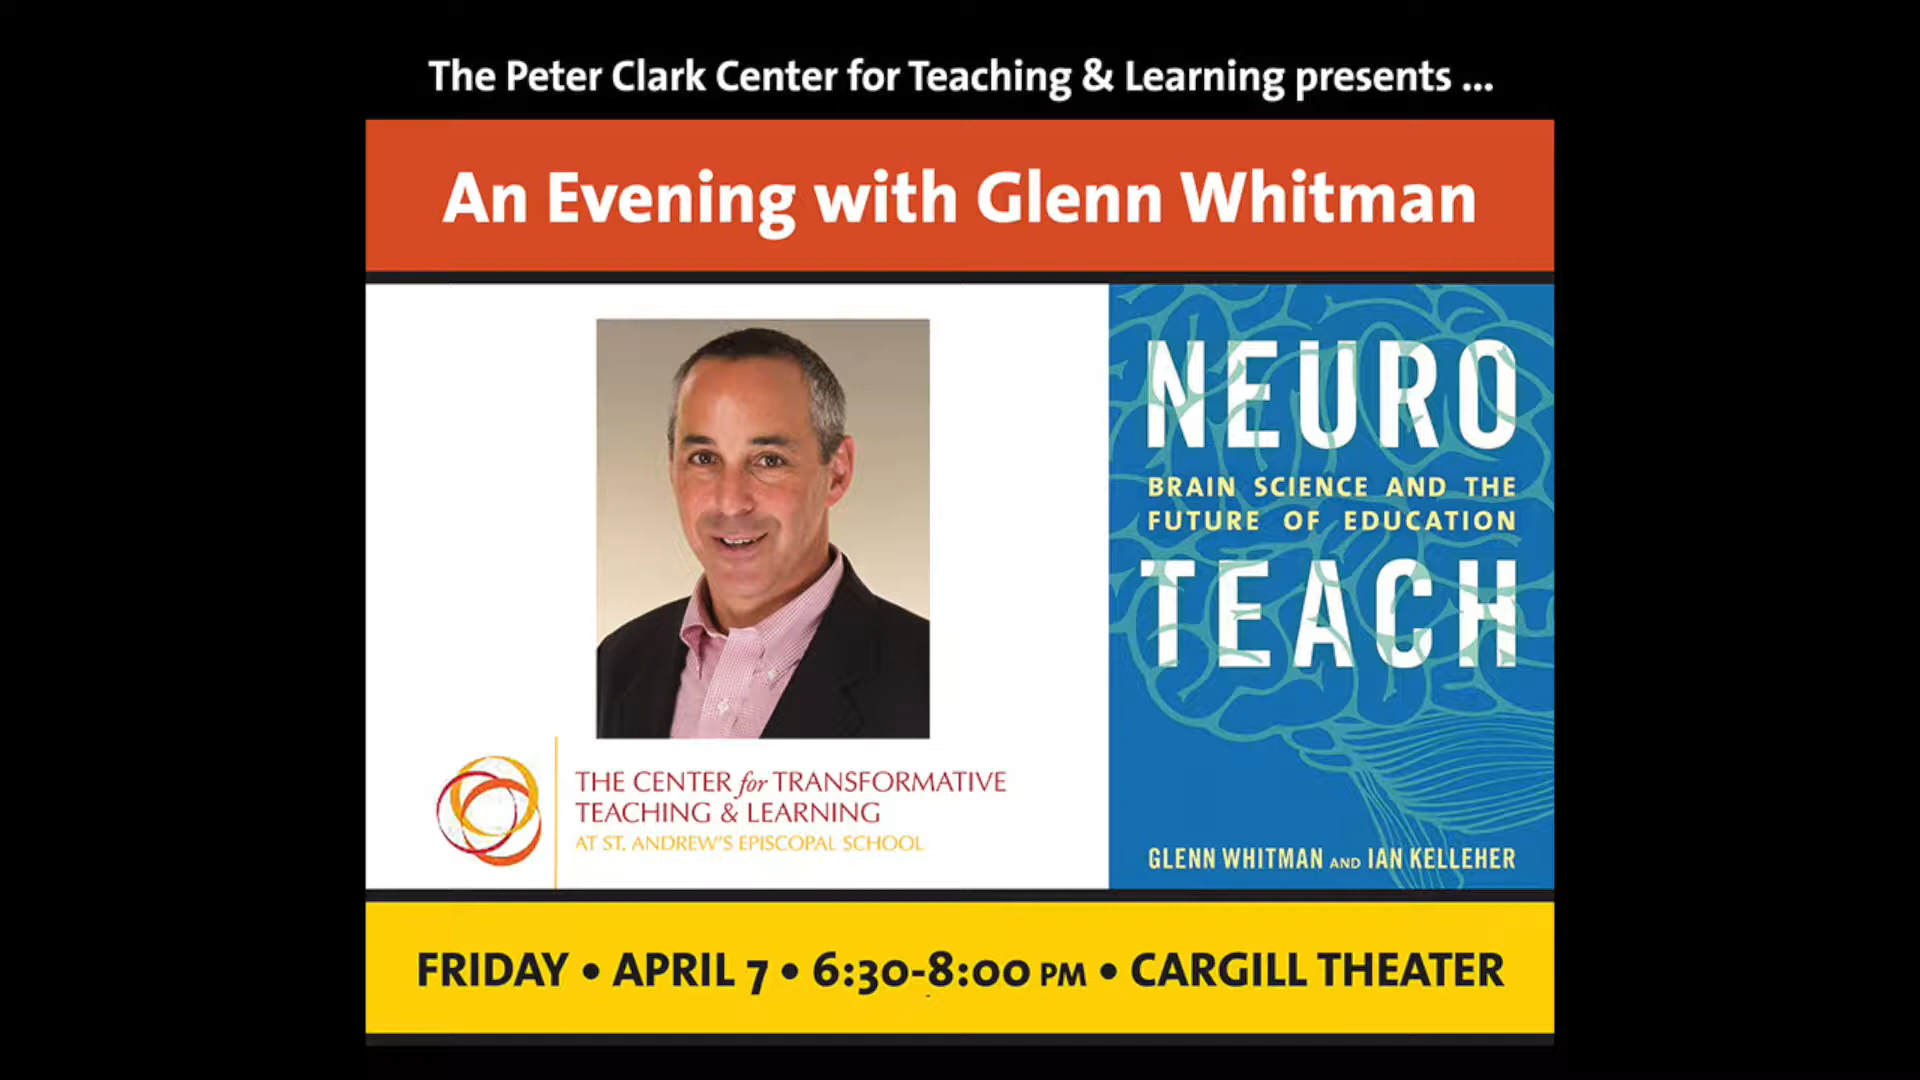 The Peter Clark Center for Teaching & Learning presents ...
An Evening with Glenn Whitman
NEURO
BRAIN SCIENCE AND THE
FUTURE OF EDUCATION
TEACH
GLENN WHITMAN AND IAN KELLEHER
THE CENTER for TRANSFORMATIVE
TEACHING & LEARNING
AT ST. ANDREW'S EPISCOPAL SCHOOL
FRIDAY • APRIL 7 • 6:30-8:00 PM • CARGILL THEATER